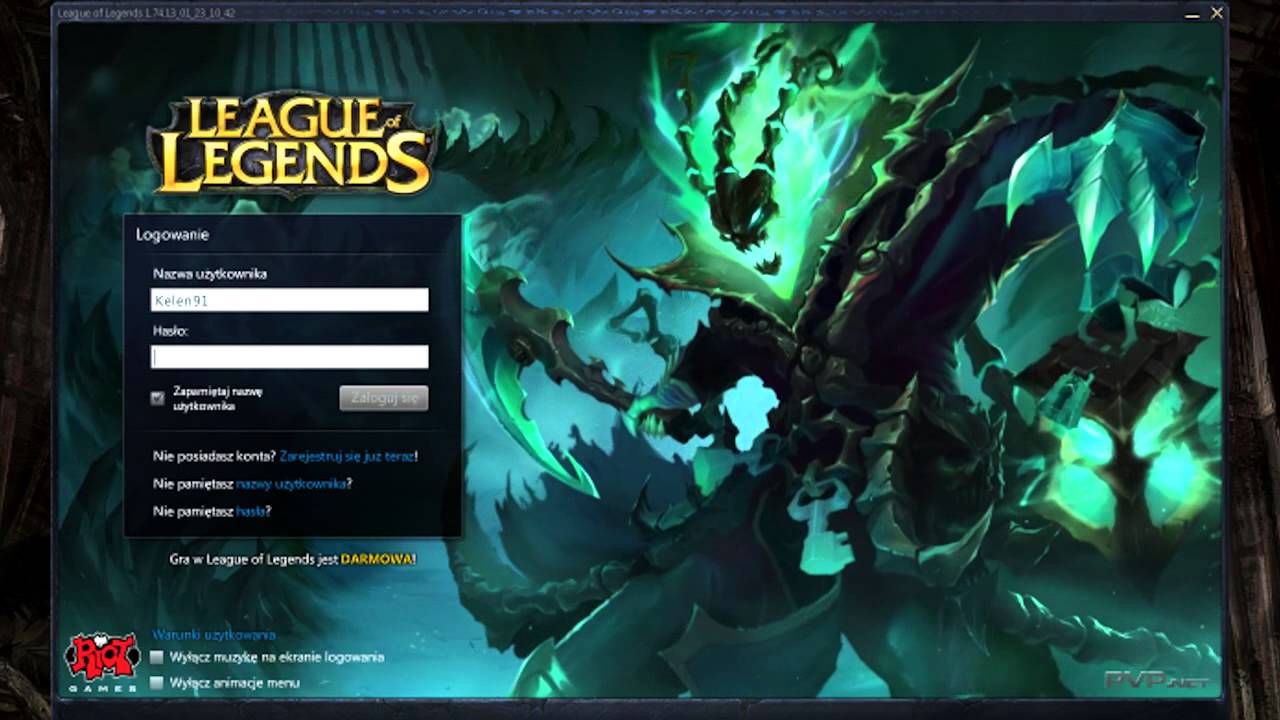 League of Legends 1.74.13_01_23_10_42
LEAGUE of
LEGENDS
Logowanie
Nazwa użytkownika
Kelen91
Hasło:
Zapamiętaj nazwę
użytkownika
Zaloguj się
Nie posiadasz konta? Zarejestruj się już teraz!
Nie pamiętasz nazwy użytkownika?
Nie pamiętasz hasła?
Gra w League of Legends jest DARMOWA!
Warunki użytkowania
RIOT
GAMES
Wyłącz muzykę na ekranie logowania
Wyłącz animacje menu
PVP.NET